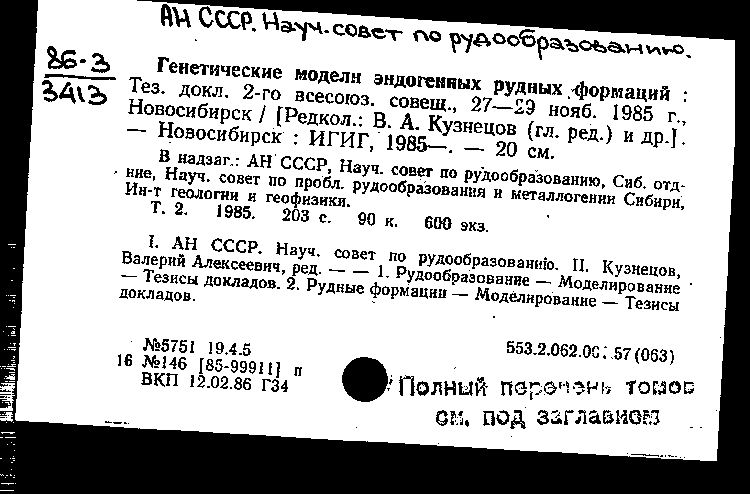 АН СССР. Науч. совет по рудообразованию.
86-3
3413
Генетические модели эндогенных рудных формаций :
Тез. докл. 2-го всесоюз. совещ., 27—29 нояб. 1985 г.,
Новосибирск / [Редкол.: В. А. Кузнецов (гл. ред.) и др.].
— Новосибирск : ИГИГ, 1985—. — 20 см.
В надзаг.: АН СССР, Науч. совет по рудообразованию, Сиб. отд-
ние, Науч. совет по пробл. рудообразования и металлогении Сибири,
Ин-т геологии и геофизики.
Т. 2. 1985. 203 с. 90 к. 600 экз.
I. АН СССР. Науч. совет по рудообразованию. II. Кузнецов,
Валерий Алексеевич, ред. — — 1. Рудообразование — Моделирование
— Тезисы докладов. 2. Рудные формации — Моделирование — Тезисы
докладов.
№5751 19.4.5
16 №146 [85-99911] п
ВКП 12.02.86 Г34
553.2.062.00 .57 (063)
Полный перечень томов
см. под заглавием